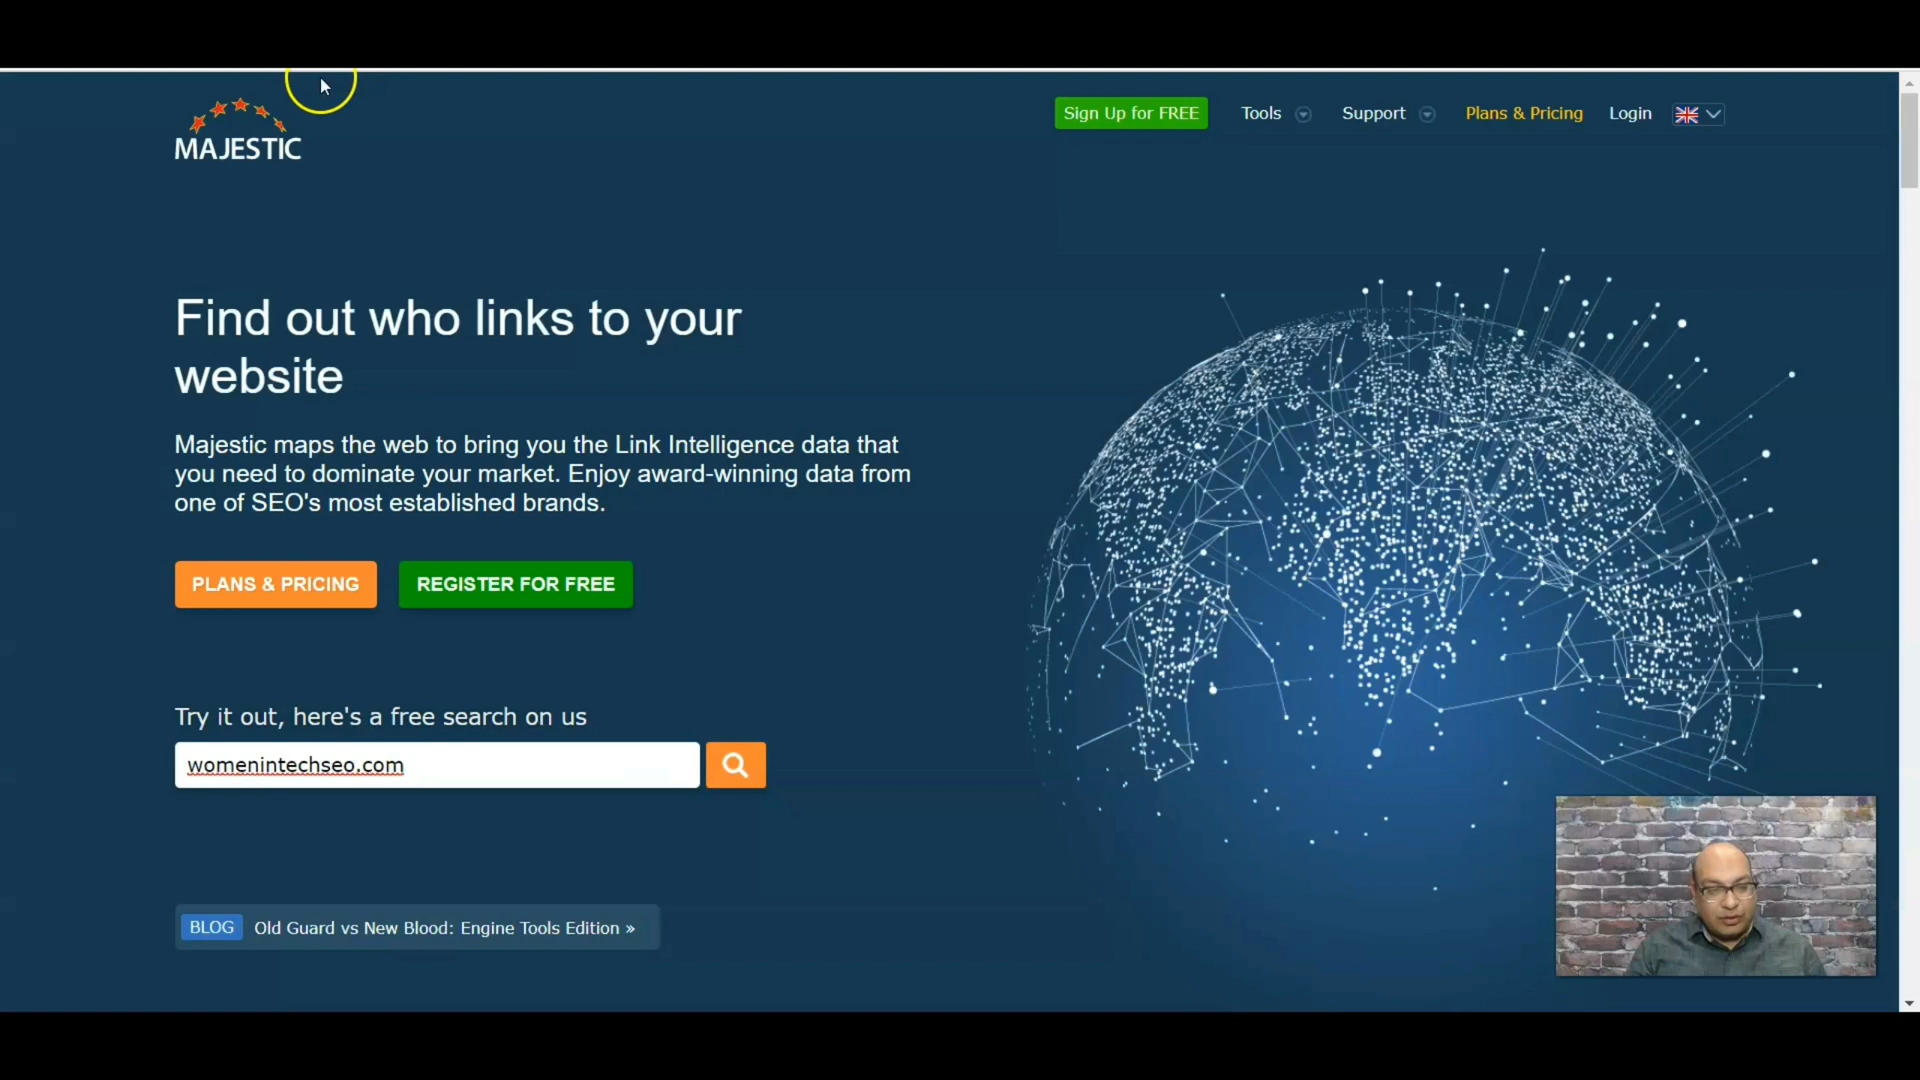 MAJESTIC
Sign Up for FREE
Tools
Support
Plans & Pricing
Login
Find out who links to your
website
Majestic maps the web to bring you the Link Intelligence data that
you need to dominate your market. Enjoy award-winning data from
one of SEO's most established brands.
PLANS & PRICING
REGISTER FOR FREE
Try it out, here's a free search on us
womenintechseo.com
BLOG
Old Guard vs New Blood: Engine Tools Edition »